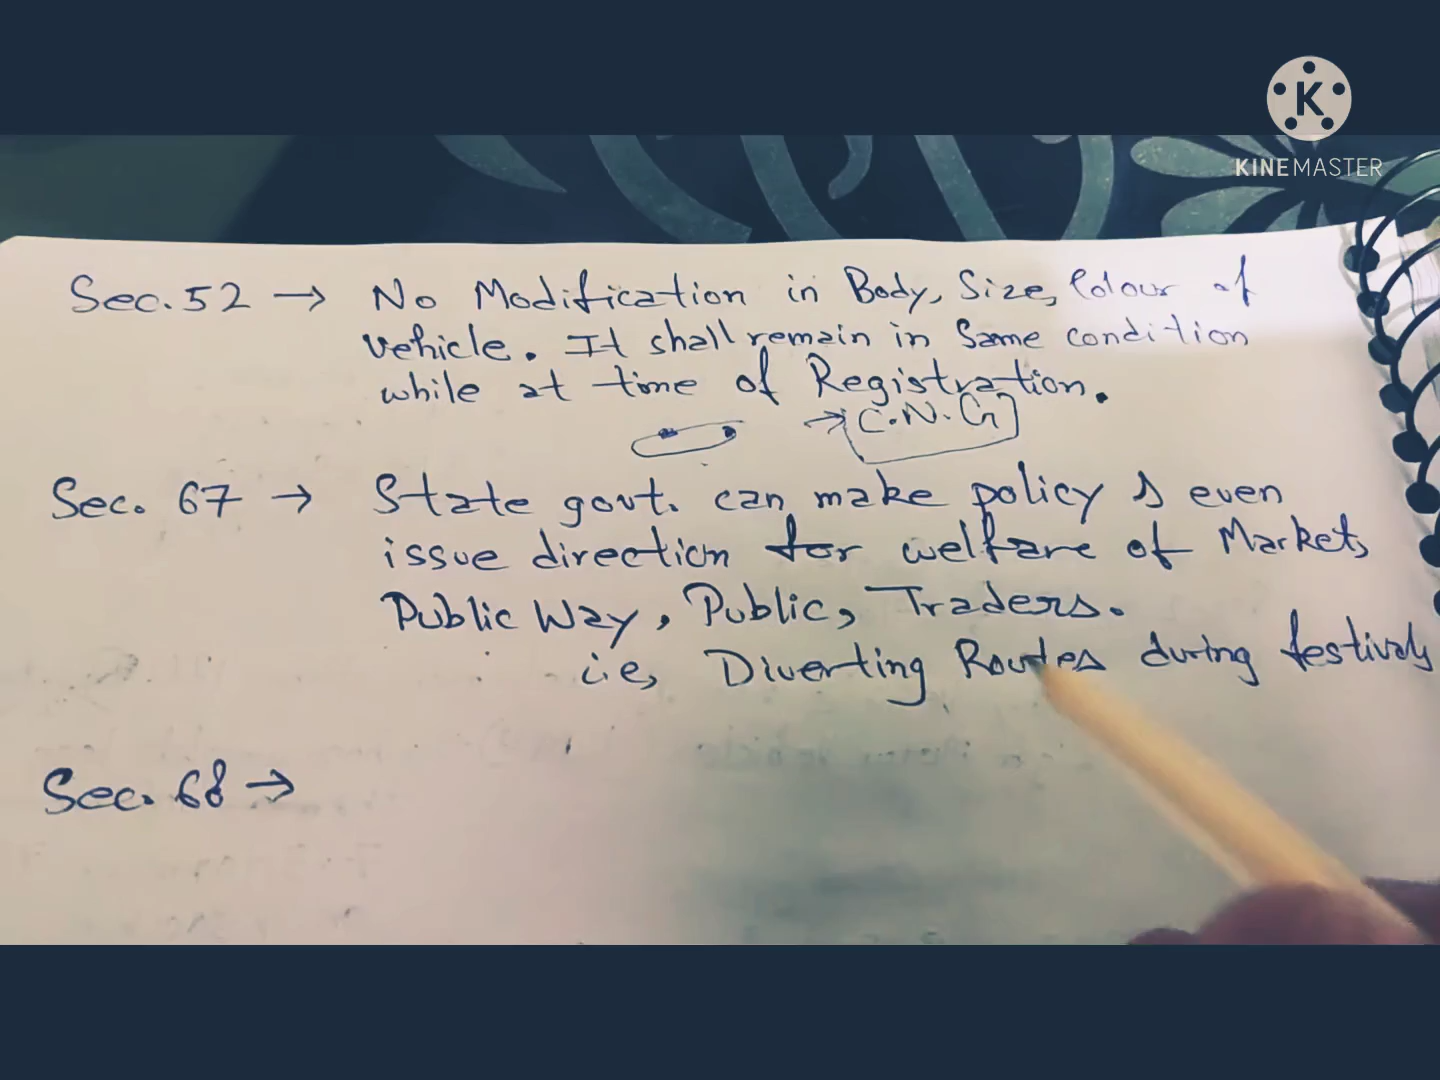 K
KINEMASTER
Sec. 52 → No Modification in Body, Size, Colour of
vehicle. It shall remain in Same condition
while at time of Registration.
→ C.N.G
Sec. 67 → State govt. can make policy & even
issue direction for welfare of Market,
Public Way, Public, Traders.
i.e, Diverting Routes during festivals
Sec. 68 →